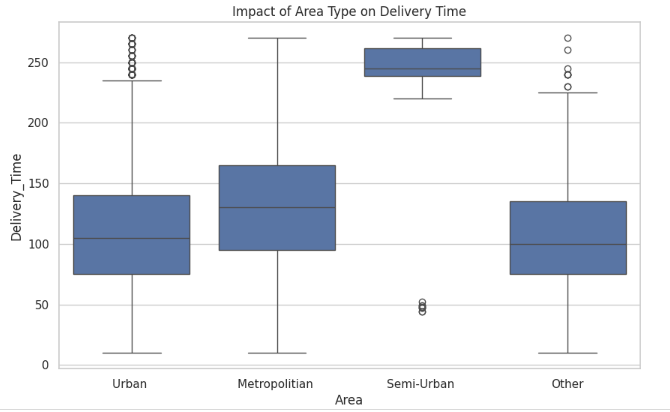 Impact of Area Type on Delivery Time
Delivery_Time
250
200
150
100
50
0
Urban Metropolitian Semi-Urban Other
Area